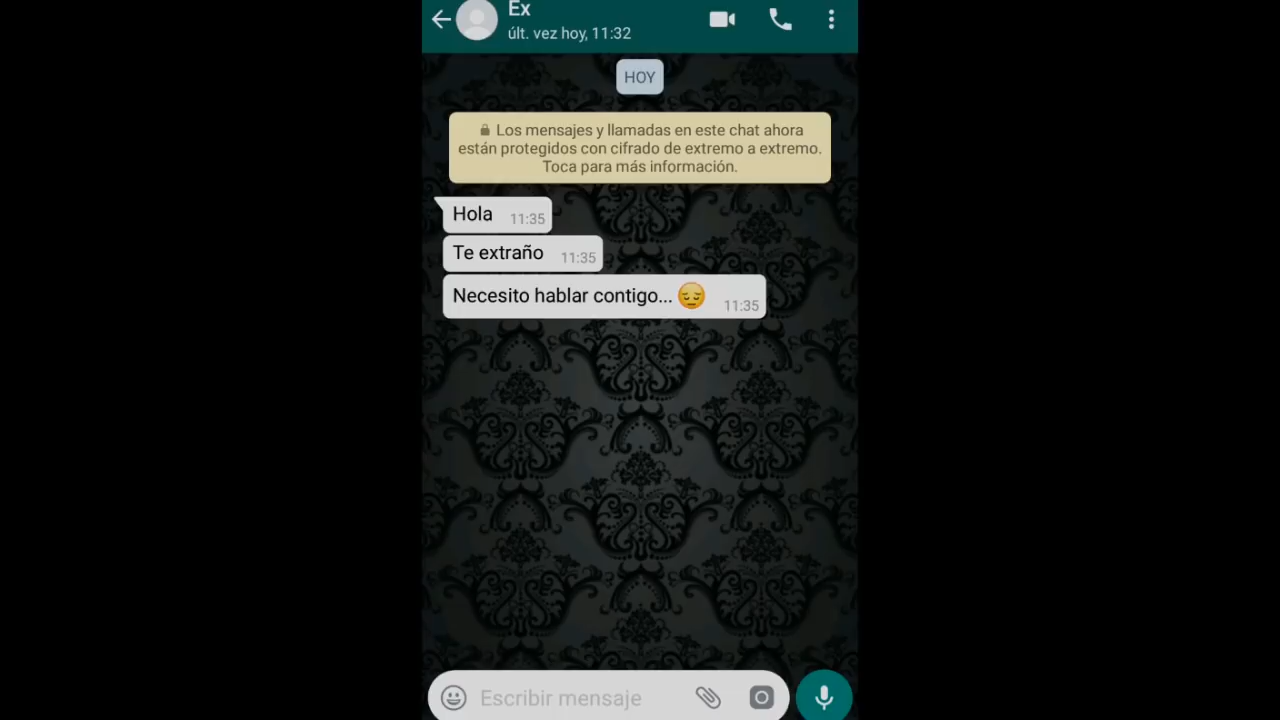 Ex
últ. vez hoy, 11:32
HOY
Los mensajes y llamadas en este chat ahora
están protegidos con cifrado de extremo a extremo.
Toca para más información.
Hola 11:35
Te extraño 11:35
Necesito hablar contigo... 😔 11:35
Escribir mensaje